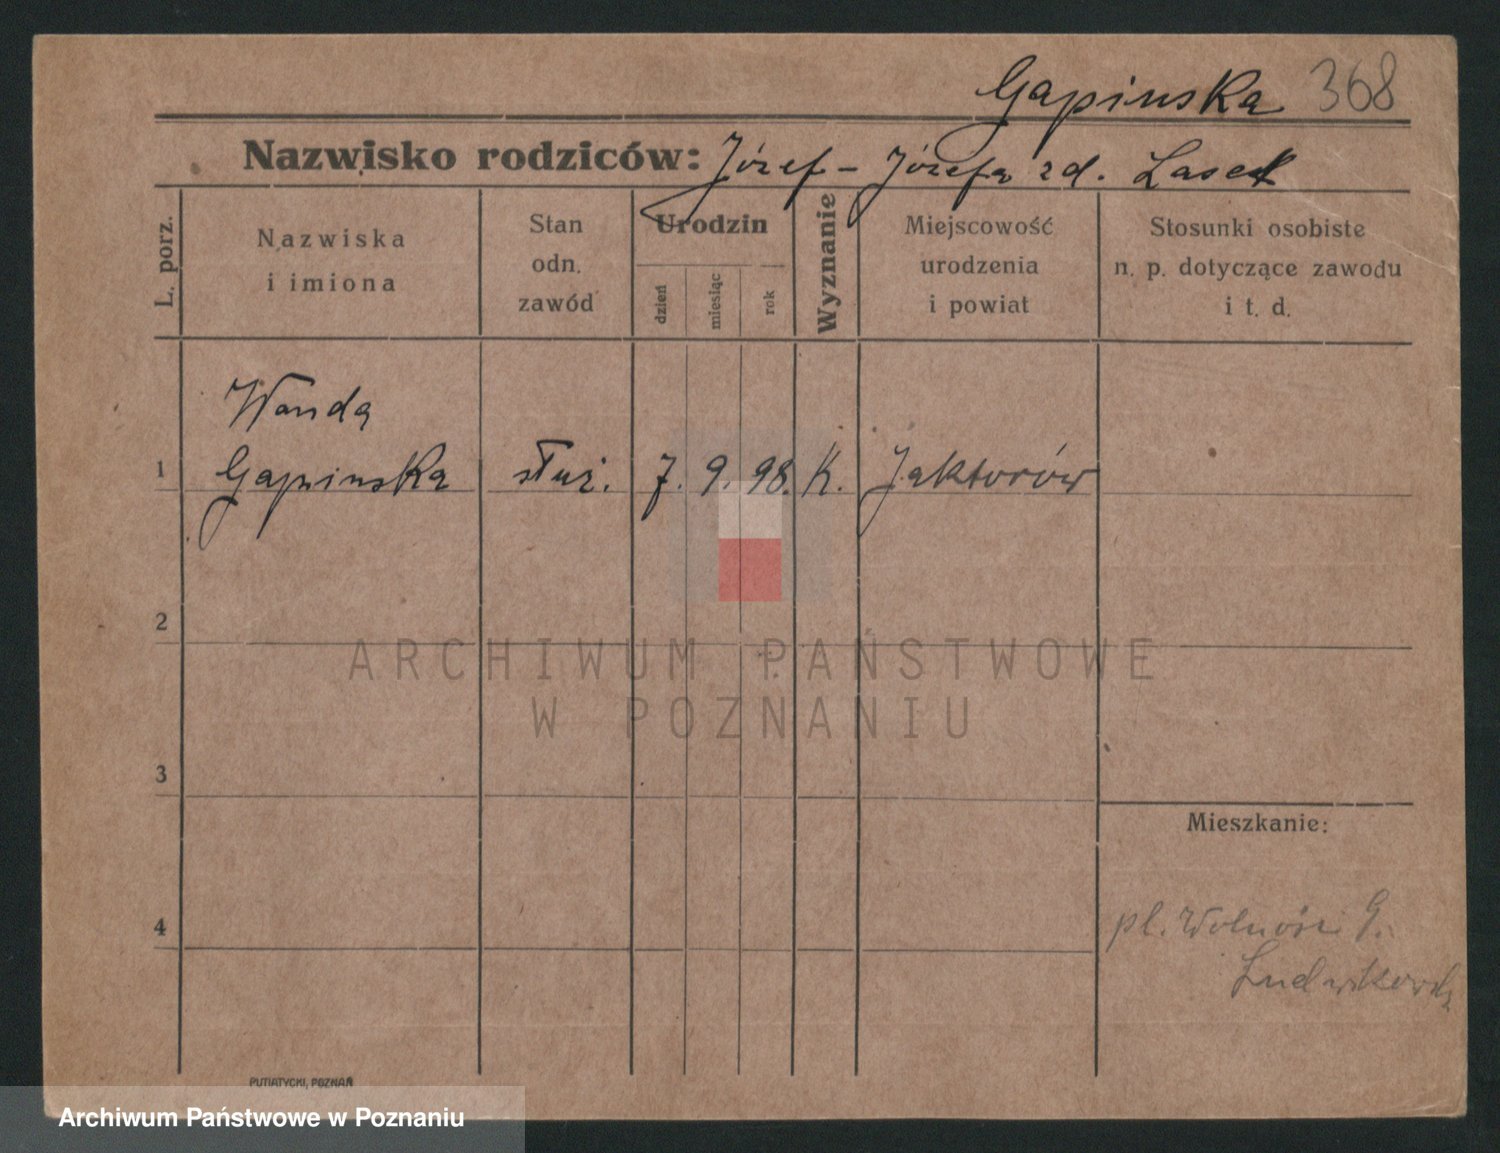 Gapinska 368
Nazwisko rodziców: Józef - Józefa zd. Lasek
L. porz.
Nazwiska
i imiona
Stan
odn.
zawód
Urodzin
dzień
miesiąc
rok
Wyznanie
Miejscowość
urodzenia
i powiat
Stosunki osobiste
n. p. dotyczące zawodu
i t. d.
Wanda
1 Gapinska służ. 7. 9. 98. K. Jaktorów
2
ARCHIWUM PAŃSTWOWE
W POZNANIU
3
Mieszkanie:
4
pl. Wolności 9.
PUTIATYCKI, POZNAŃ
Archiwum Państwowe w Poznaniu